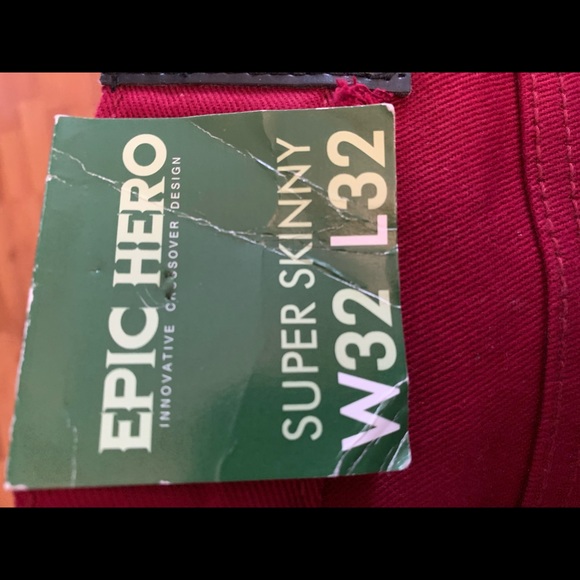 EPIC HERO
INNOVATIVE CROSSOVER DESIGN
SUPER SKINNY
W32 L32